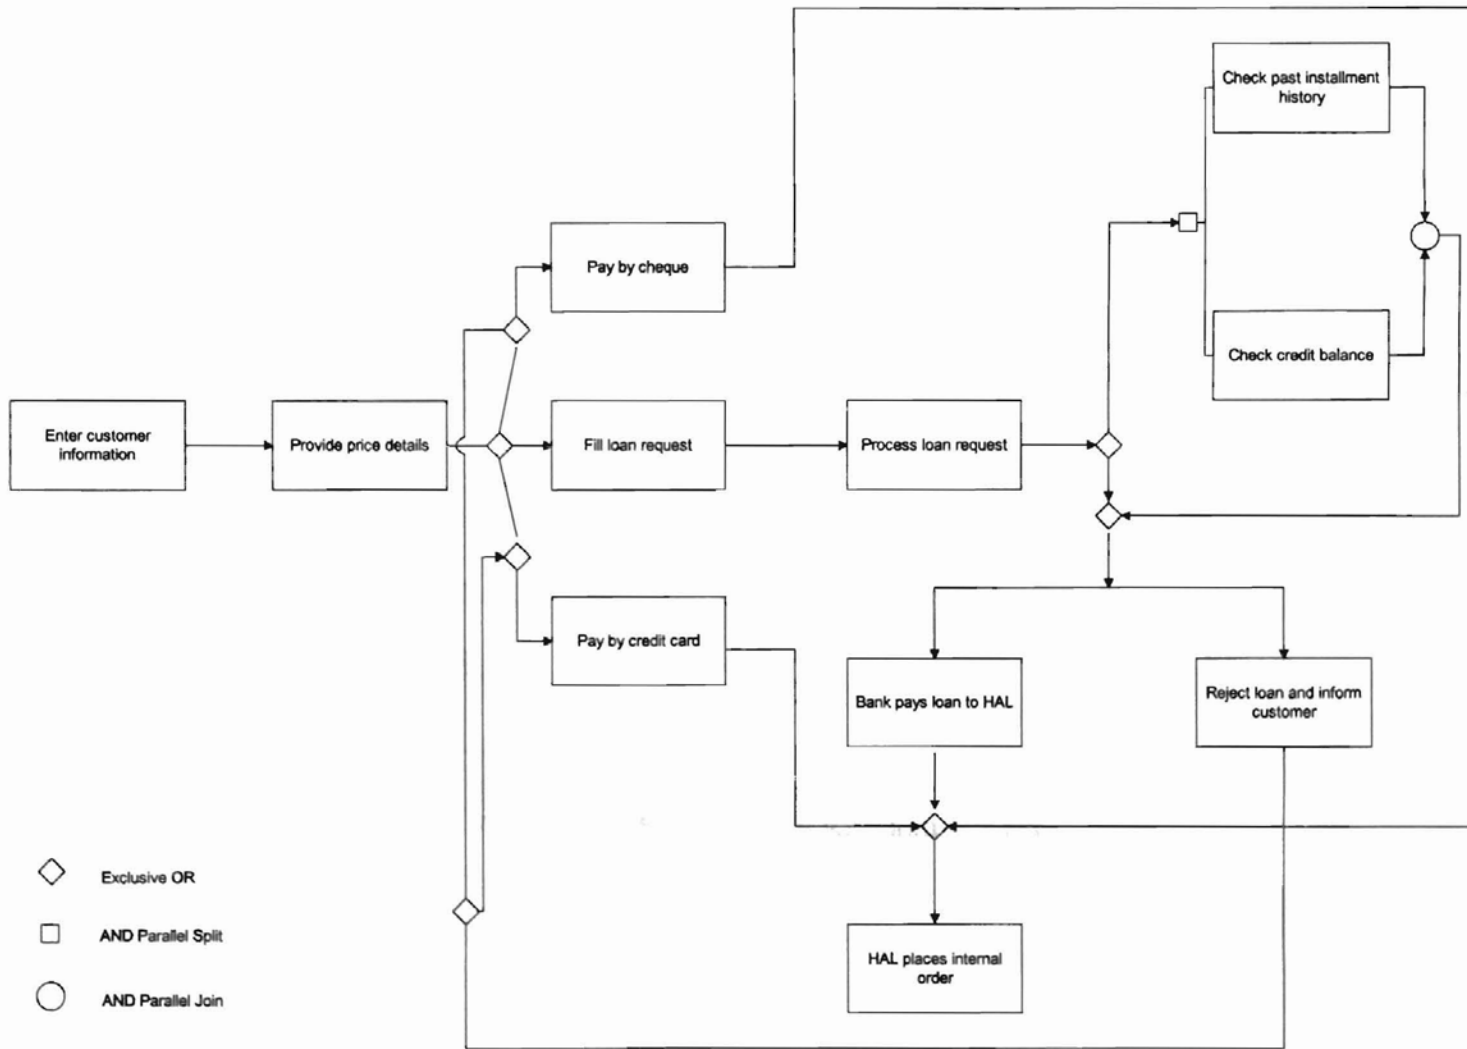 Check past installment
history
Pay by cheque
Check credit balance
Enter customer
information
Provide price details
Fill loan request
Process loan request
Pay by credit card
Bank pays loan to HAL
Reject loan and inform
customer
Exclusive OR
AND Parallel Split
HAL places internal
order
AND Parallel Join